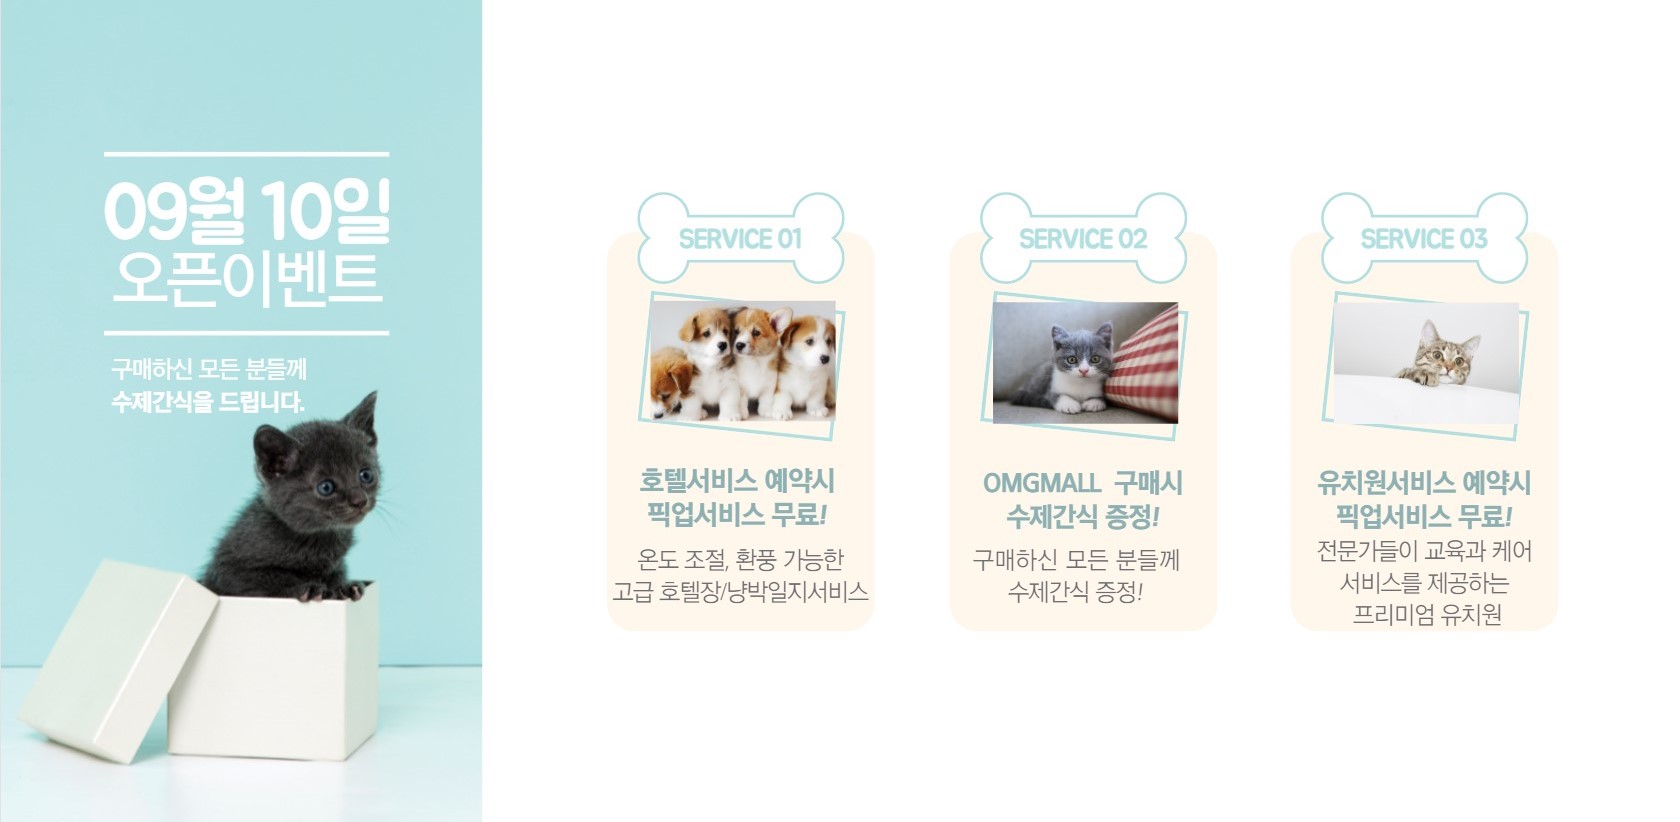 09월 10일
오픈이벤트
구매하신 모든 분들께
수제간식을 드립니다.
SERVICE 01
호텔서비스 예약시
픽업서비스 무료!
온도 조절, 환풍 가능한
고급 호텔장/냥박일지서비스
SERVICE 02
OMGMALL 구매시
수제간식 증정!
구매하신 모든 분들께
수제간식 증정!
SERVICE 03
유치원서비스 예약시
픽업서비스 무료!
전문가들이 교육과 케어
서비스를 제공하는
프리미엄 유치원